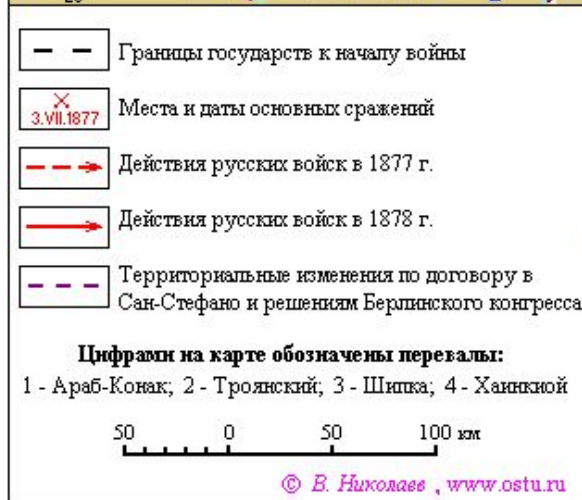 Границы государств к началу войны
3.VII.1877 Места и даты основных сражений
Действия русских войск в 1877 г.
Действия русских войск в 1878 г.
Территориальные изменения по договору в
Сан-Стефано и решениям Берлинского конгресса
Цифрами на карте обозначены перевалы:
1 - Араб-Конак; 2 - Троянский; 3 - Шипка; 4 - Хаинкиой
50 0 50 100 км
© В. Николаев , www.ostu.ru